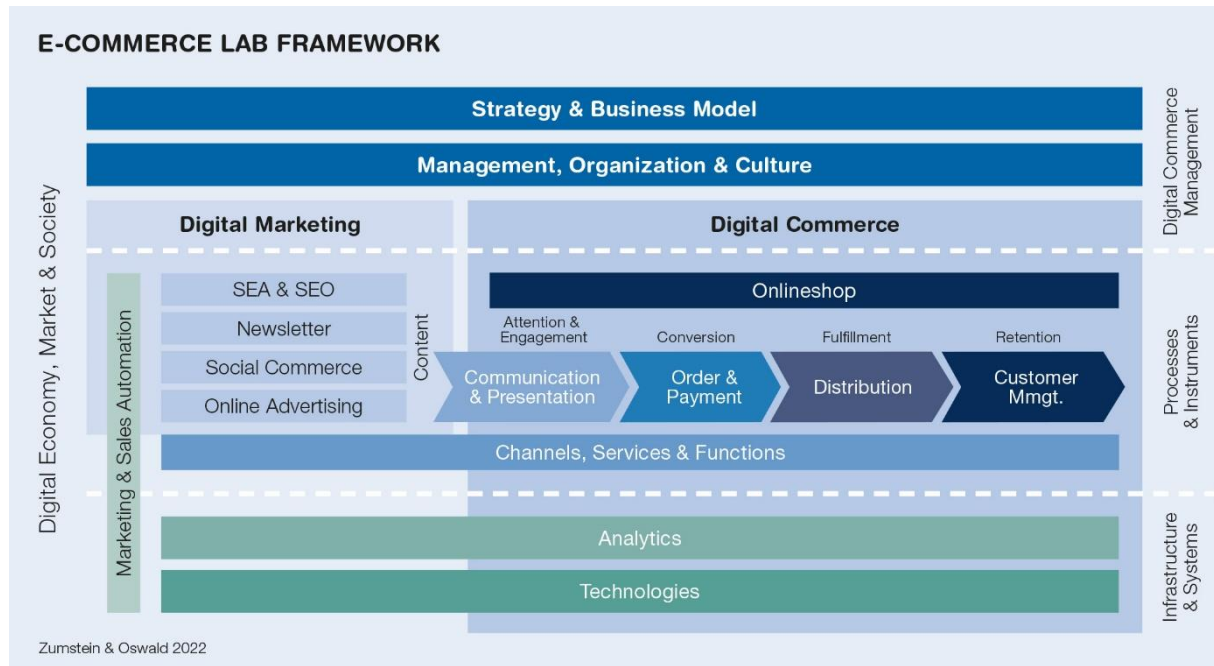 E-COMMERCE LAB FRAMEWORK
Strategy & Business Model
Management, Organization & Culture
Digital Commerce
Management
Digital Economy, Market & Society
Digital Marketing
Digital Commerce
Marketing & Sales Automation
SEA & SEO
Newsletter
Social Commerce
Online Advertising
Content
Onlineshop
Attention &
Engagement
Conversion
Fulfillment
Retention
Communication
& Presentation
Order &
Payment
Distribution
Customer
Mmgt.
Channels, Services & Functions
Processes
& Instruments
Analytics
Technologies
Infrastructure
& Systems
Zumstein & Oswald 2022